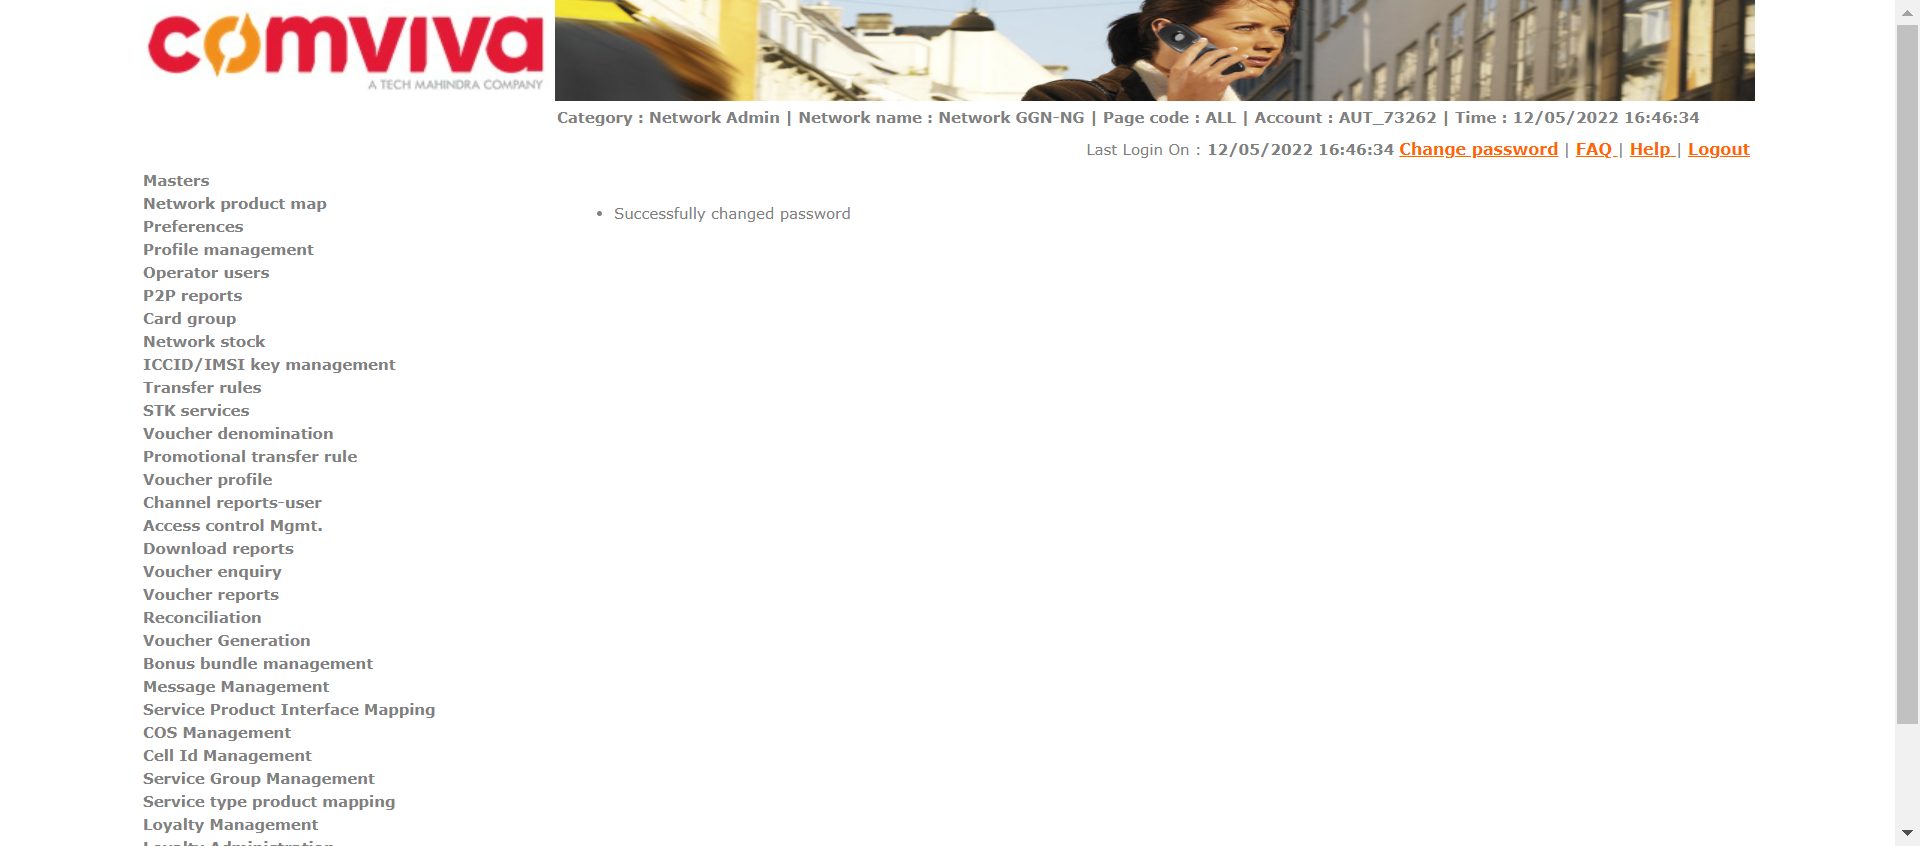 comviva
A TECH MAHINDRA COMPANY
Category : Network Admin | Network name : Network GGN-NG | Page code : ALL | Account : AUT_73262 | Time : 12/05/2022 16:46:34
Last Login On : 12/05/2022 16:46:34 Change password | FAQ | Help | Logout
Masters
Network product map
Preferences
Profile management
Operator users
P2P reports
Card group
Network stock
ICCID/IMSI key management
Transfer rules
STK services
Voucher denomination
Promotional transfer rule
Voucher profile
Channel reports-user
Access control Mgmt.
Download reports
Voucher enquiry
Voucher reports
Reconciliation
Voucher Generation
Bonus bundle management
Message Management
Service Product Interface Mapping
COS Management
Cell Id Management
Service Group Management
Service type product mapping
Loyalty Management
Loyalty Administration
• Successfully changed password